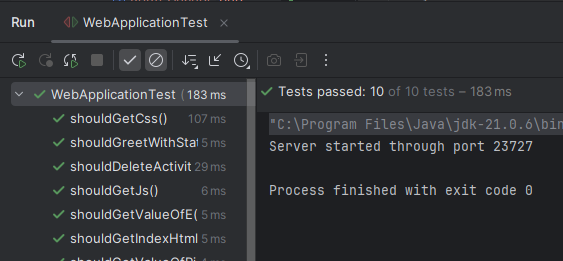 Run WebApplicationTest
WebApplicationTest ( 183 ms
Tests passed: 10 of 10 tests – 183 ms
shouldGetCss() 107 ms
"C:\Program Files\Java\jdk-21.0.6\bin
shouldGreetWithStat 5 ms
Server started through port 23727
shouldDeleteActivit 29 ms
shouldGetJs() 6 ms
Process finished with exit code 0
shouldGetValueOfE( 5 ms
shouldGetIndexHtml 5 ms